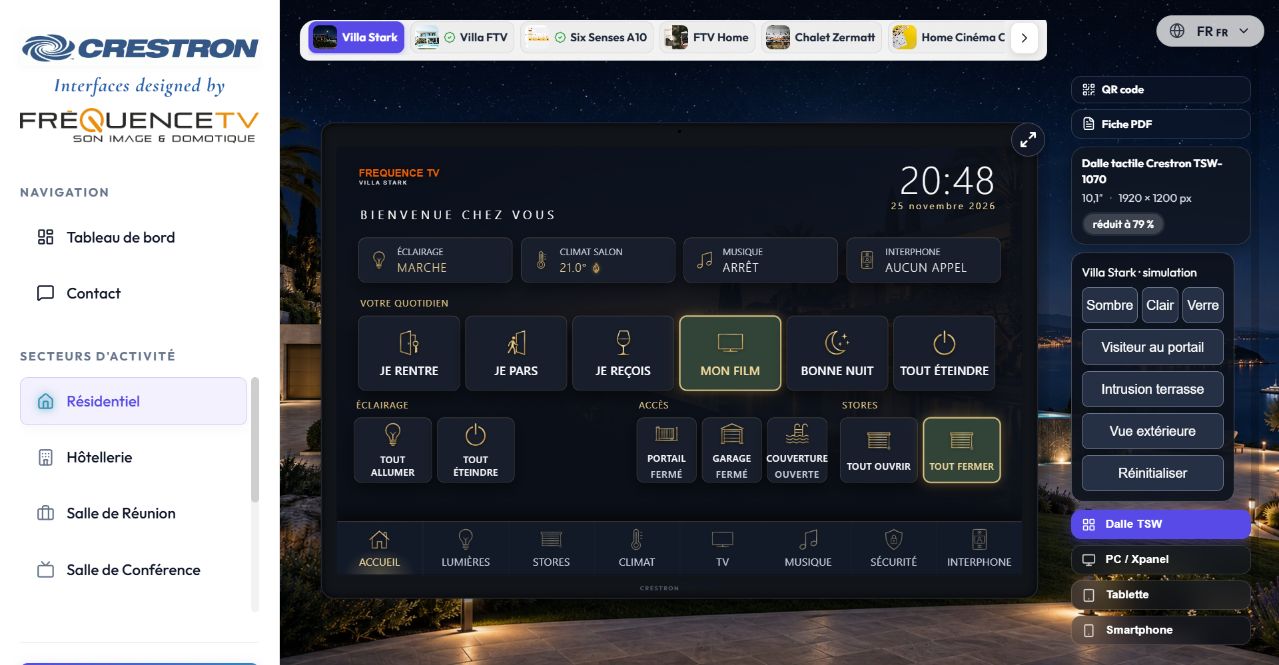 CRESTRON
Interfaces designed by
FRÉQUENCETV
SON IMAGE & DOMOTIQUE
NAVIGATION
Tableau de bord
Contact
SECTEURS D'ACTIVITÉ
Résidentiel
Hôtellerie
Salle de Réunion
Salle de Conférence
Villa Stark
Villa FTV
Six Senses A10
FTV Home
Chalet Zermatt
Home Cinéma C
FR FR
FREQUENCE TV
VILLA STARK
20:48
25 novembre 2026
BIENVENUE CHEZ VOUS
ÉCLAIRAGE
MARCHE
CLIMAT SALON
21.0°
MUSIQUE
ARRÊT
INTERPHONE
AUCUN APPEL
VOTRE QUOTIDIEN
JE RENTRE
JE PARS
JE REÇOIS
MON FILM
BONNE NUIT
TOUT ÉTEINDRE
ÉCLAIRAGE
TOUT
ALLUMER
TOUT
ÉTEINDRE
ACCÈS
PORTAIL
FERMÉ
GARAGE
FERMÉ
COUVERTURE
OUVERTE
STORES
TOUT OUVRIR
TOUT FERMER
ACCUEIL
LUMIÈRES
STORES
CLIMAT
TV
MUSIQUE
SÉCURITÉ
INTERPHONE
CRESTRON
QR code
Fiche PDF
Dalle tactile Crestron TSW-
1070
10,1" · 1920 × 1200 px
réduit à 79 %
Villa Stark · simulation
Sombre
Clair
Verre
Visiteur au portail
Intrusion terrasse
Vue extérieure
Réinitialiser
Dalle TSW
PC / Xpanel
Tablette
Smartphone